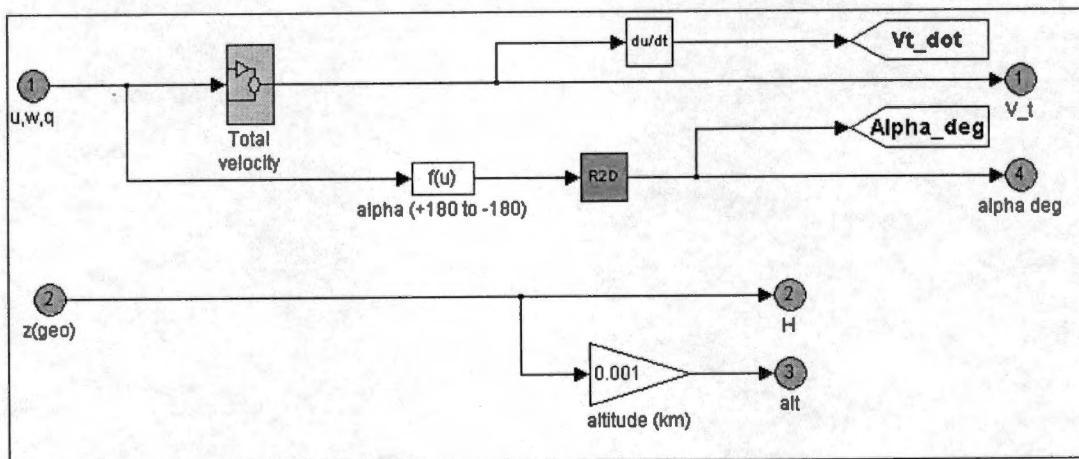 du/dt
Vt_dot
1
u,w,q
Total
velocity
1
V_t
Alpha_deg
f(u)
alpha (+180 to -180)
R2D
4
alpha deg
2
z(geo)
2
H
0.001
altitude (km)
3
alt